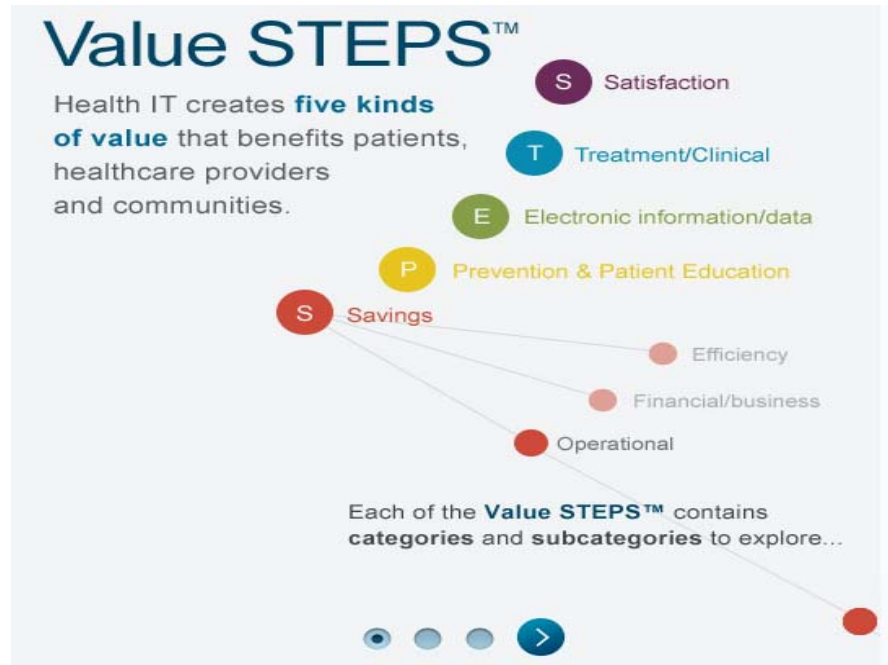 Value STEPS™
Health IT creates five kinds
of value that benefits patients,
healthcare providers
and communities.
S Satisfaction
T Treatment/Clinical
E Electronic information/data
P Prevention & Patient Education
S Savings
Efficiency
Financial/business
Operational
Each of the Value STEPS™ contains
categories and subcategories to explore...